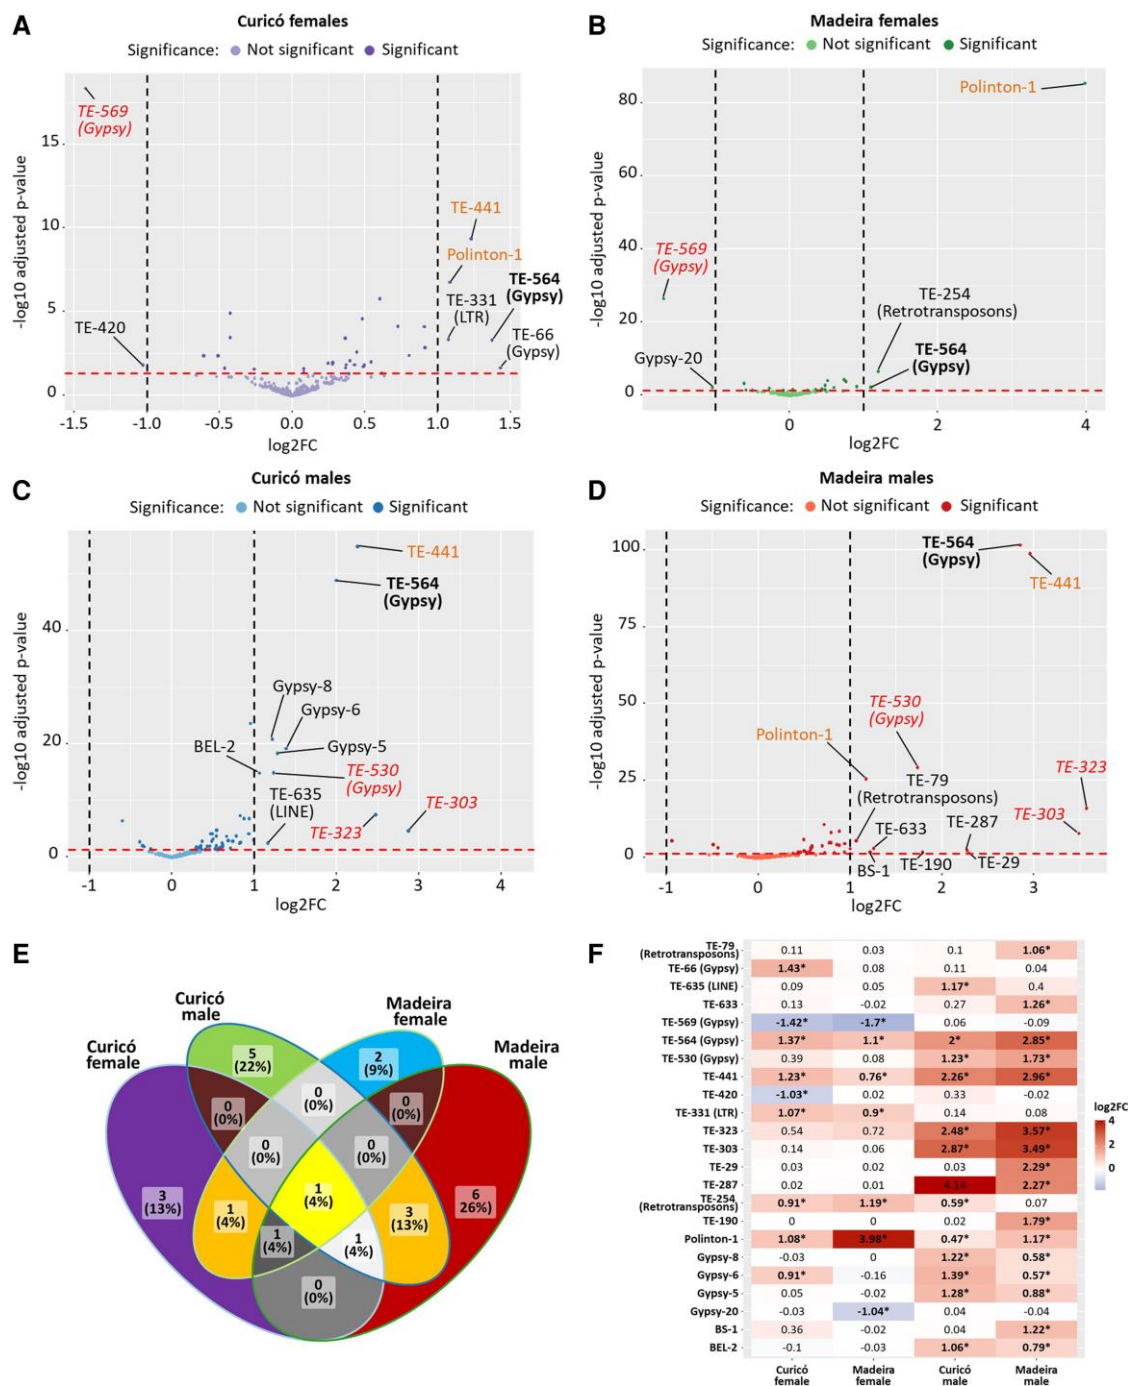 A
Curicó females
Significance: Not significant Significant
-log10 adjusted p-value
15
10
5
0
TE-569
(Gypsy)
TE-441
Polinton-1
TE-564
(Gypsy)
TE-331
(LTR)
TE-66
(Gypsy)
TE-420
-1.5 -1.0 -0.5 0.0 0.5 1.0 1.5
log2FC
B
Madeira females
Significance: Not significant Significant
-log10 adjusted p-value
80
60
40
20
0
Polinton-1
TE-569
(Gypsy)
TE-254
(Retrotransposons)
TE-564
(Gypsy)
Gypsy-20
0 2 4
log2FC
C
Curicó males
Significance: Not significant Significant
-log10 adjusted p-value
40
20
0
TE-441
TE-564
(Gypsy)
Gypsy-8
Gypsy-6
BEL-2
Gypsy-5
TE-530
(Gypsy)
TE-635
(LINE)
TE-323
TE-303
-1 0 1 2 3 4
log2FC
D
Madeira males
Significance: Not significant Significant
-log10 adjusted p-value
100
75
50
25
0
TE-564
(Gypsy)
TE-441
TE-530
(Gypsy)
Polinton-1
TE-79
(Retrotransposons)
TE-323
TE-303
TE-633
TE-287
BS-1
TE-190
TE-29
-1 0 1 2 3
log2FC
E
Curicó
female
Curicó
male
Madeira
female
Madeira
male
5
(22%)
2
(9%)
0
(0%)
0
(0%)
0
(0%)
0
(0%)
0
(0%)
3
(13%)
1
(4%)
1
(4%)
3
(13%)
6
26%)
1
(4%)
1
(4%)
0
(0%)
F
TE-79
(Retrotransposons) 0.11 0.03 0.1 1.06*
TE-66 (Gypsy) 1.43* 0.08 0.11 0.04
TE-635 (LINE) 0.09 0.05 1.17* 0.4
TE-633 0.13 -0.02 0.27 1.26*
TE-569 (Gypsy) -1.42* -1.7* 0.06 -0.09
TE-564 (Gypsy) 1.37* 1.1* 2* 2.85*
TE-530 (Gypsy) 0.39 0.08 1.23* 1.73*
TE-441 1.23* 0.76* 2.26* 2.96*
TE-420 -1.03* 0.02 0.33 -0.02
TE-331 (LTR) 1.07* 0.9* 0.14 0.08
TE-323 0.54 0.72 2.48* 3.57*
TE-303 0.14 0.06 2.87* 3.49*
TE-29 0.03 0.02 0.03 2.29*
TE-287 0.02 0.01 4.14 2.27*
TE-254
(Retrotransposons) 0.91* 1.19* 0.59* 0.07
TE-190 0 0 0.02 1.79*
Polinton-1 1.08* 3.98* 0.47* 1.17*
Gypsy-8 -0.03 0 1.22* 0.58*
Gypsy-6 0.91* -0.16 1.39* 0.57*
Gypsy-5 0.05 -0.02 1.28* 0.88*
Gypsy-20 -0.03 -1.04* 0.04 -0.04
BS-1 0.36 -0.02 0.04 1.22*
BEL-2 -0.1 -0.03 1.06* 0.79*
Curicó
female
Madeira
female
Curicó
male
Madeira
male
log2FC
4
2
0